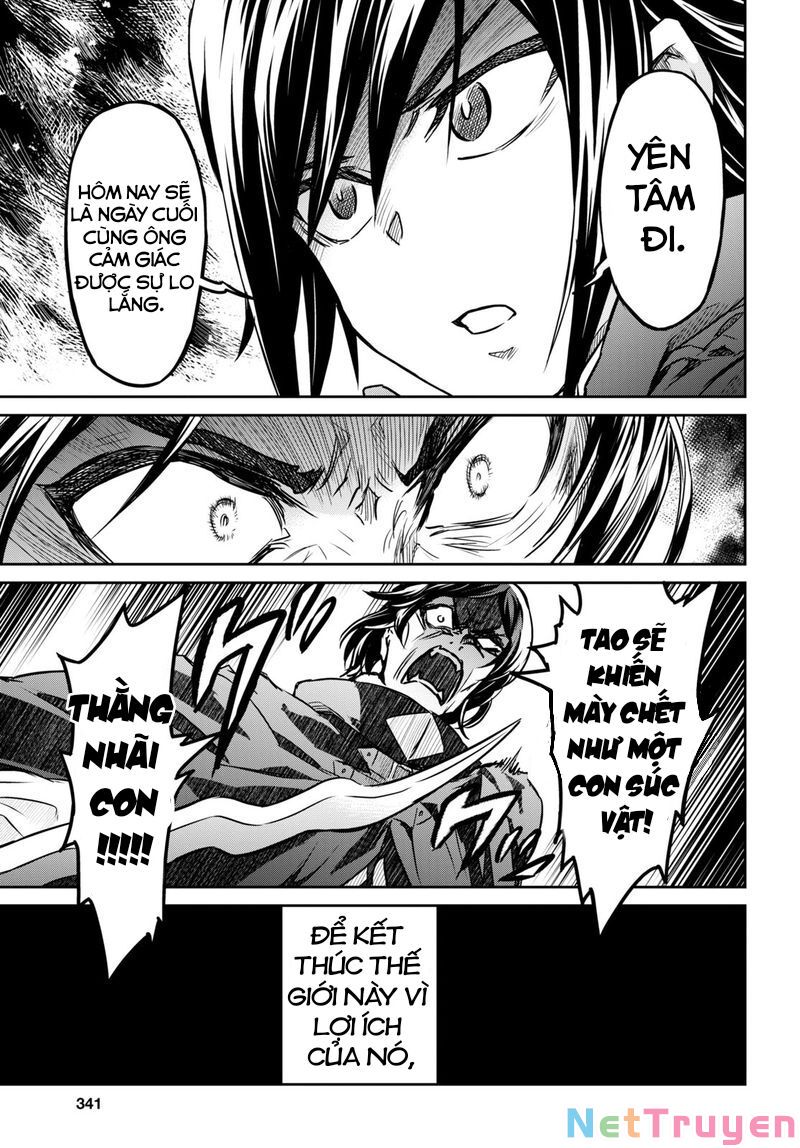 YÊN
TÂM
ĐI.
HÔM NAY SẼ
LÀ NGÀY CUỐI
CÙNG ÔNG
CẢM GIÁC
ĐƯỢC SỰ LO
LẮNG.
TAO SẼ
KHIẾN
MÀY CHẾT
NHƯ MỘT
CON SÚC
VẬT!
THẰNG
NHÃI
CON
!!!!!
ĐỂ KẾT
THÚC THẾ
GIỚI NÀY VÌ
LỢI ÍCH
CỦA NÓ,
341
NetTruyen